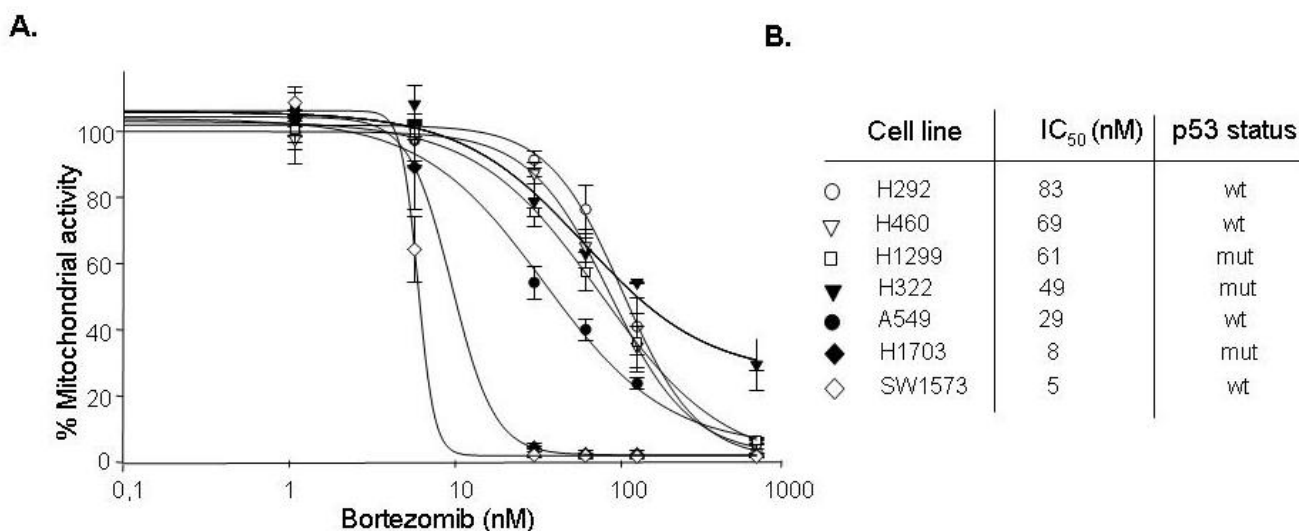 A.
B.
% Mitochondrial activity
100
80
60
40
20
0
0,1 1 10 100 1000
Bortezomib (nM)
Cell line IC50 (nM) p53 status
H292 83 wt
H460 69 wt
H1299 61 mut
H322 49 mut
A549 29 wt
H1703 8 mut
SW1573 5 wt